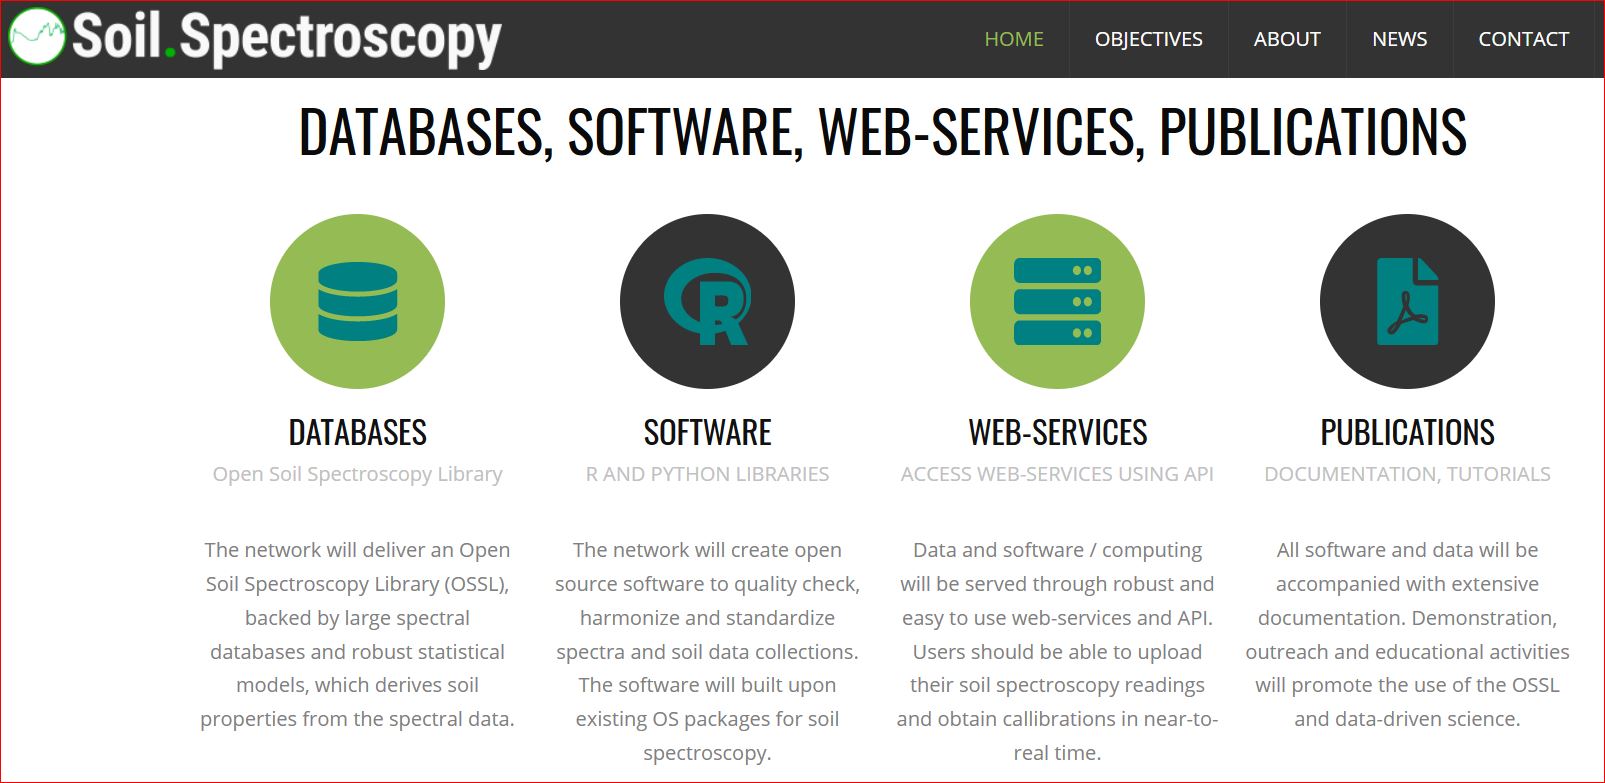 Soil.Spectroscopy
HOME OBJECTIVES ABOUT NEWS CONTACT
DATABASES, SOFTWARE, WEB-SERVICES, PUBLICATIONS
R
DATABASES
Open Soil Spectroscopy Library
The network will deliver an Open
Soil Spectroscopy Library (OSSL),
backed by large spectral
databases and robust statistical
models, which derives soil
properties from the spectral data.
SOFTWARE
R AND PYTHON LIBRARIES
The network will create open
source software to quality check,
harmonize and standardize
spectra and soil data collections.
The software will built upon
existing OS packages for soil
spectroscopy.
WEB-SERVICES
ACCESS WEB-SERVICES USING API
Data and software / computing
will be served through robust and
easy to use web-services and API.
Users should be able to upload
their soil spectroscopy readings
and obtain callibrations in near-to-
real time.
PUBLICATIONS
DOCUMENTATION, TUTORIALS
All software and data will be
accompanied with extensive
documentation. Demonstration,
outreach and educational activities
will promote the use of the OSSL
and data-driven science.